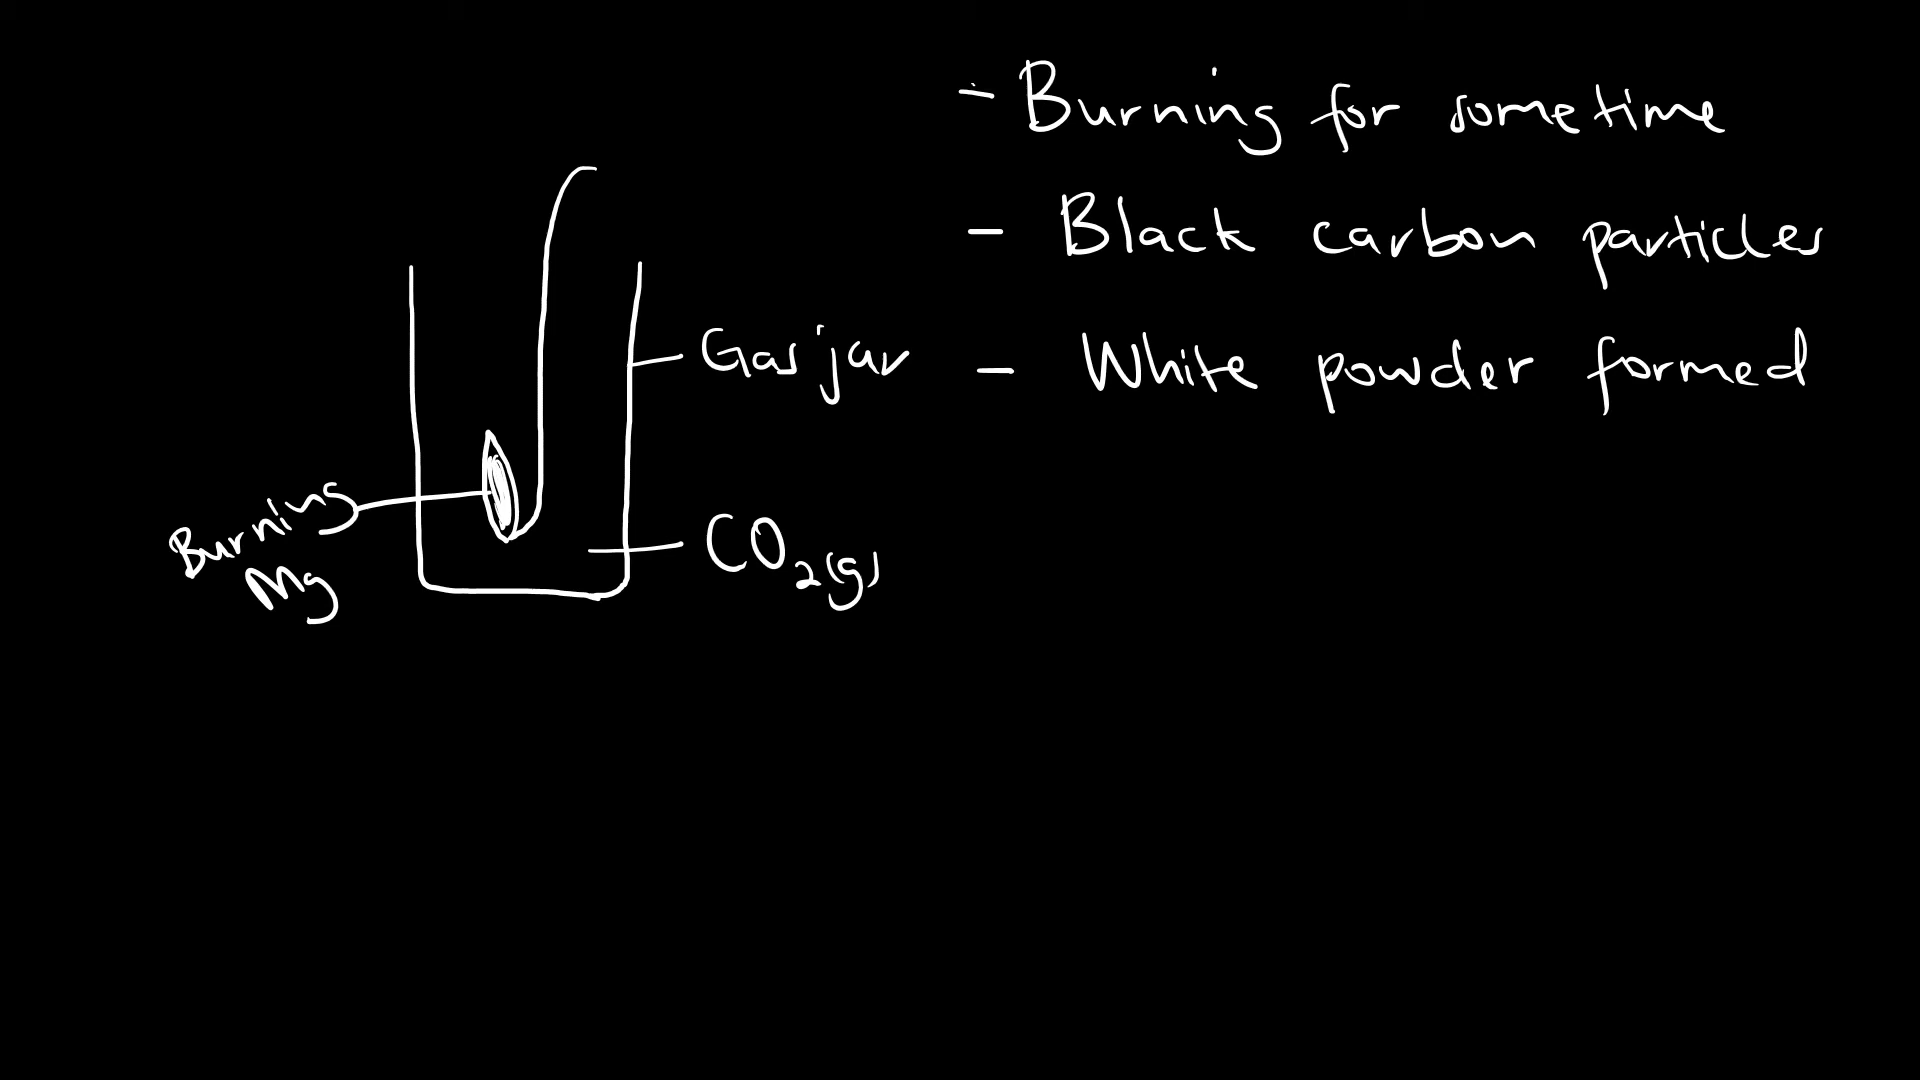 - Burning for sometime
- Black carbon particles
- White powder formed
Gas jar
Burning
Mg
CO₂(g)